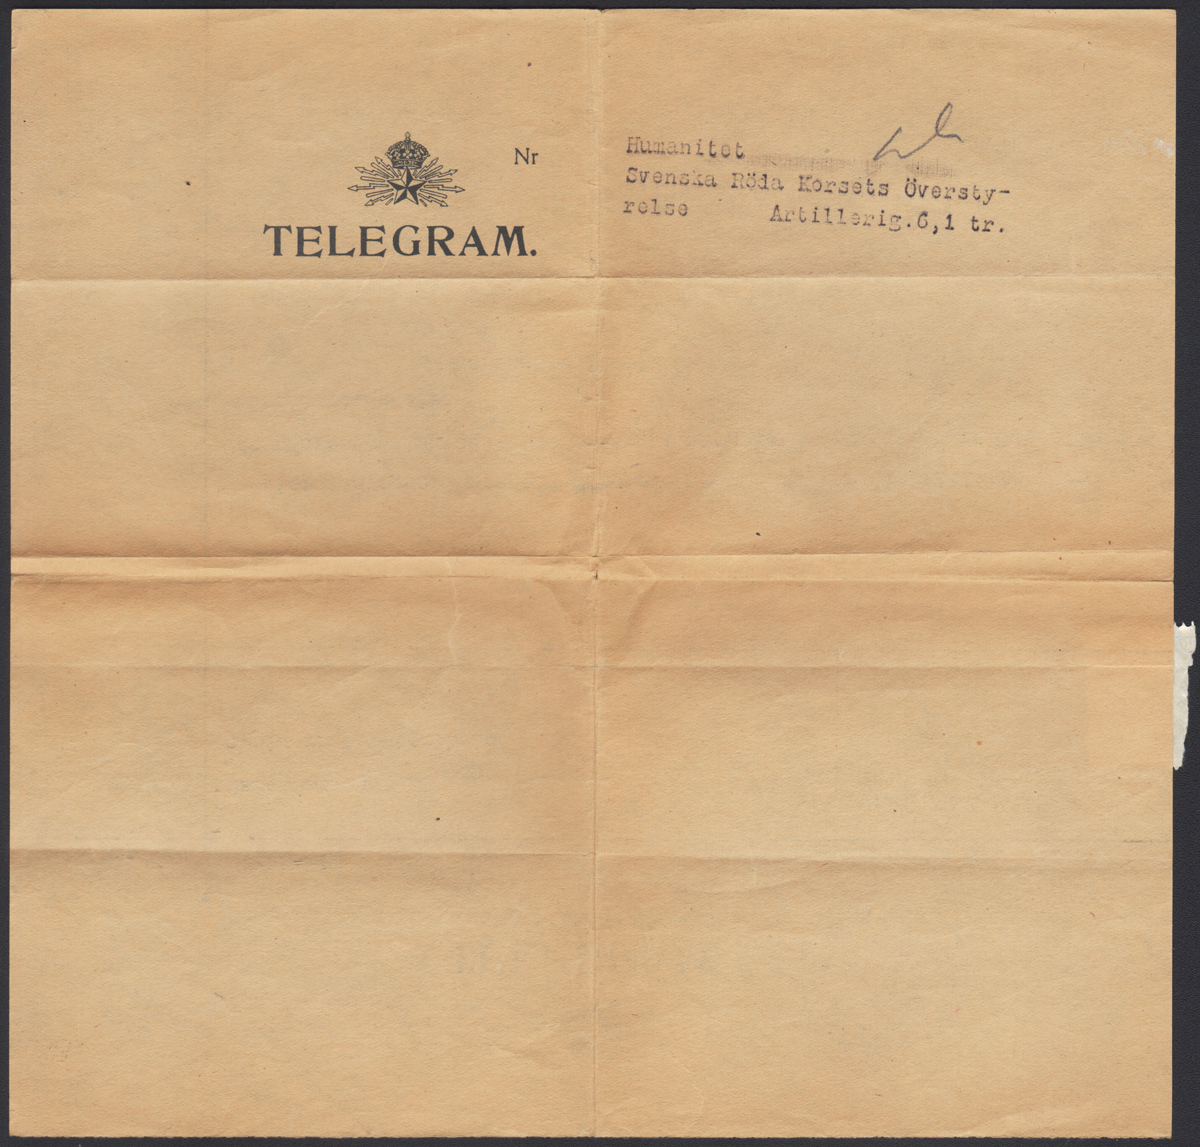 Nr
TELEGRAM.
Humanitet
Svenska Röda Korsets Översty-
relse Artillerig.6,1 tr.